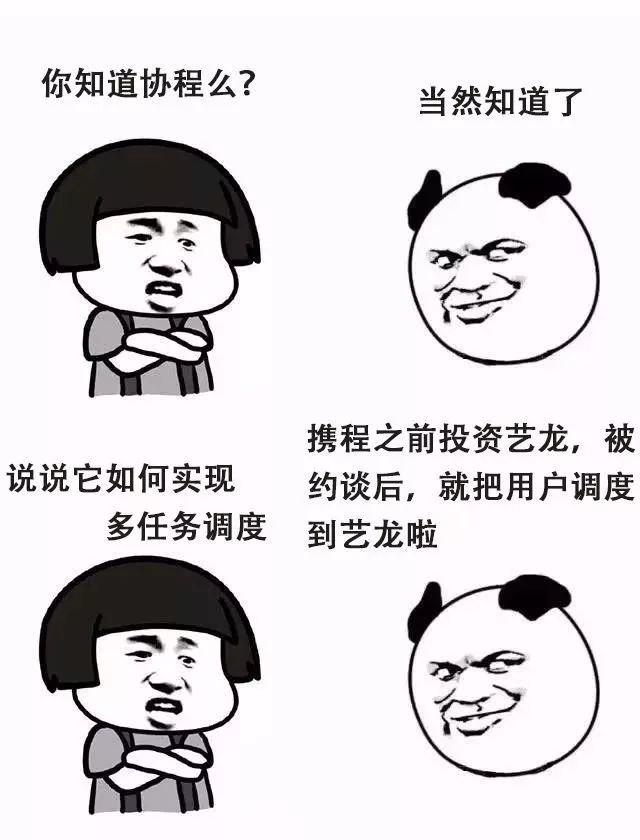 你知道协程么？
当然知道了
说说它如何实现
多任务调度
携程之前投资艺龙，被
约谈后，就把用户调度
到艺龙啦